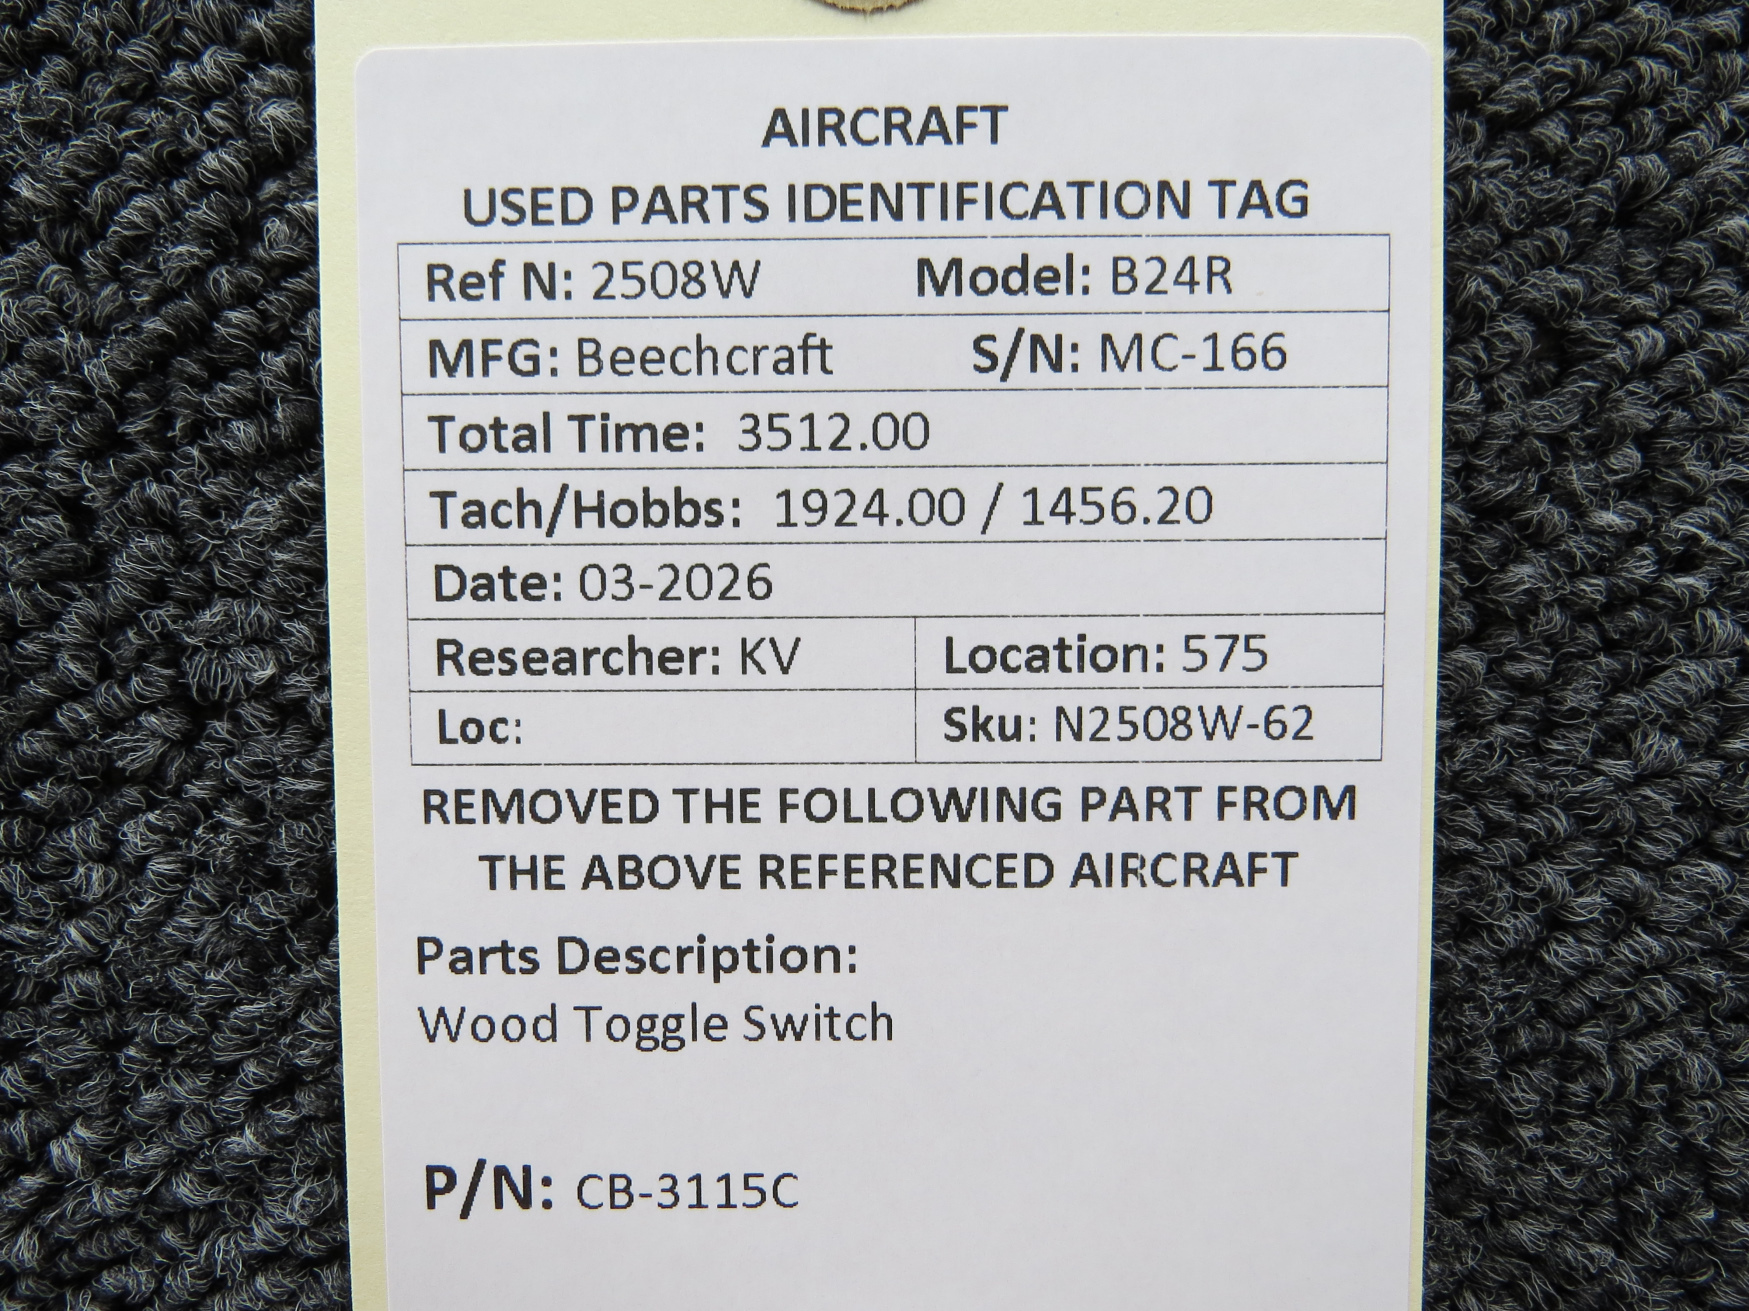 AIRCRAFT
USED PARTS IDENTIFICATION TAG
Ref N: 2508W Model: B24R
MFG: Beechcraft S/N: MC-166
Total Time: 3512.00
Tach/Hobbs: 1924.00 / 1456.20
Date: 03-2026
Researcher: KV Location: 575
Loc: Sku: N2508W-62
REMOVED THE FOLLOWING PART FROM
THE ABOVE REFERENCED AIRCRAFT
Parts Description:
Wood Toggle Switch
P/N: CB-3115C